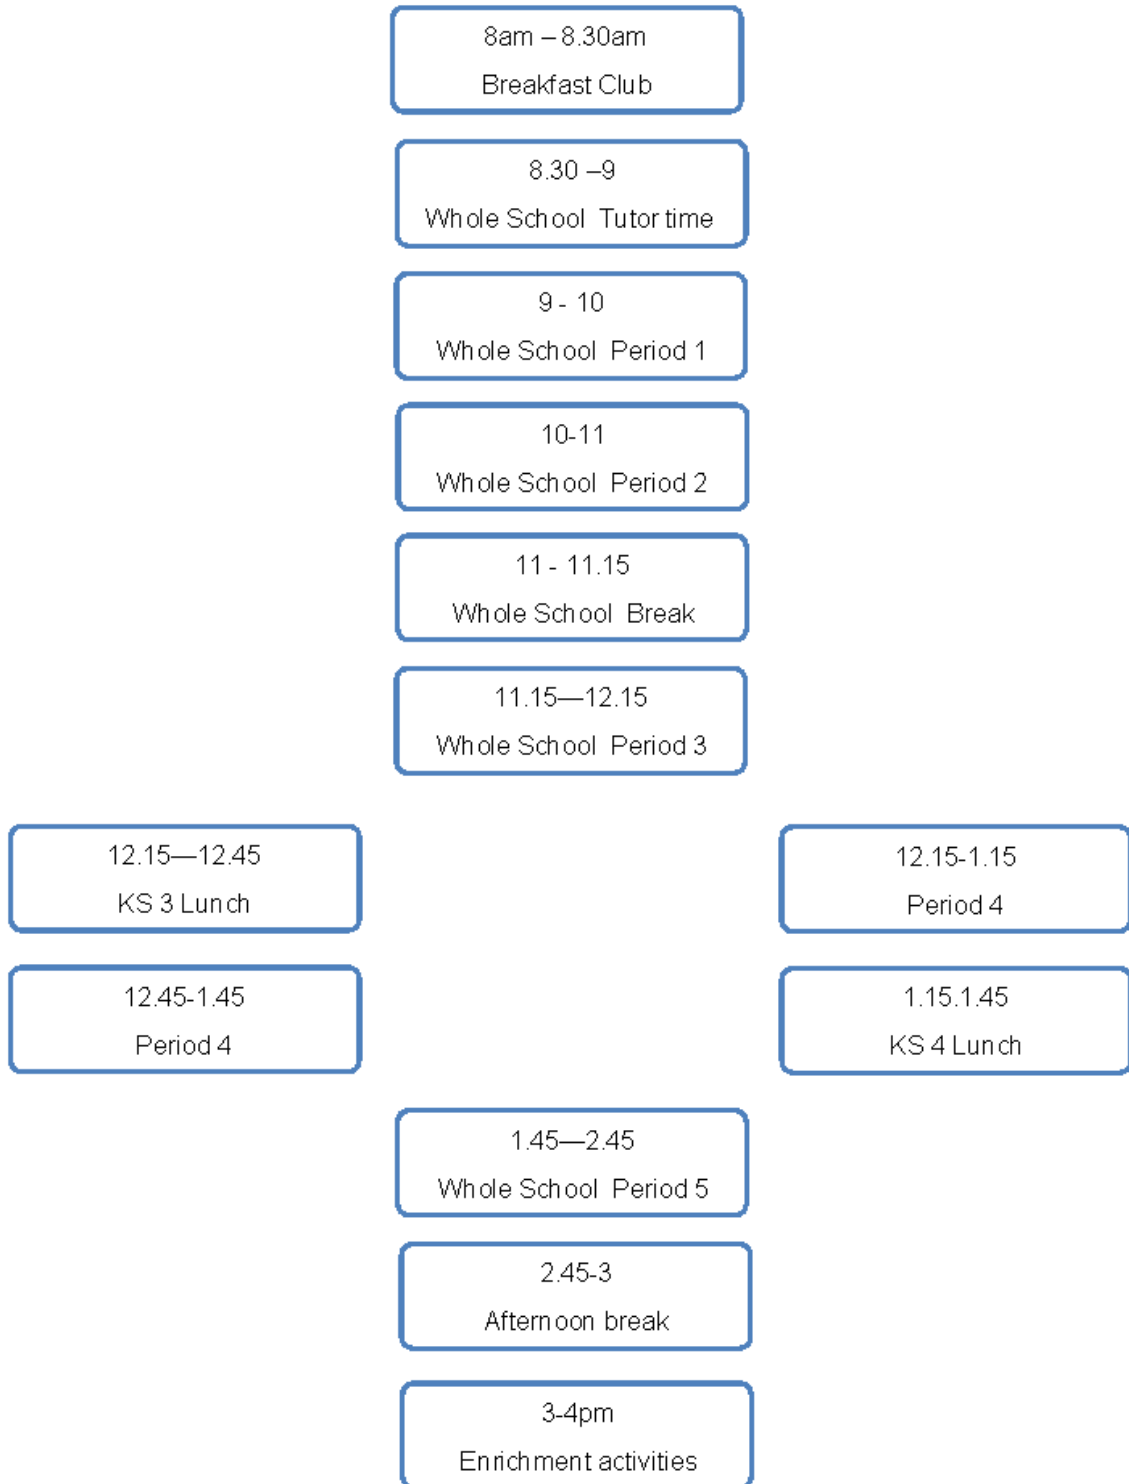 8am – 8.30am
Breakfast Club
8.30 –9
Whole School Tutor time
9 - 10
Whole School Period 1
10-11
Whole School Period 2
11 - 11.15
Whole School Break
11.15—12.15
Whole School Period 3
12.15—12.45
KS 3 Lunch
12.15-1.15
Period 4
12.45-1.45
Period 4
1.15.1.45
KS 4 Lunch
1.45—2.45
Whole School Period 5
2.45-3
Afternoon break
3-4pm
Enrichment activities